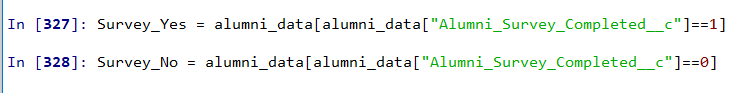 In [327]: Survey_Yes = alumni_data[alumni_data["Alumni_Survey_Completed__c"]==1]
In [328]: Survey_No = alumni_data[alumni_data["Alumni_Survey_Completed__c"]==0]